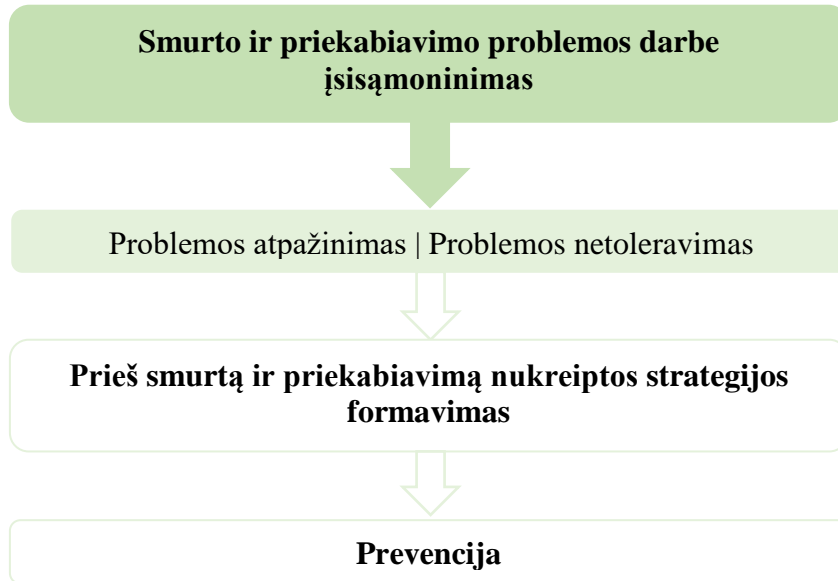 Smurto ir priekabiavimo problemos darbe
įsisąmoninimas
Problemos atpažinimas | Problemos netoleravimas
Prieš smurtą ir priekabiavimą nukreiptos strategijos
formavimas
Prevencija